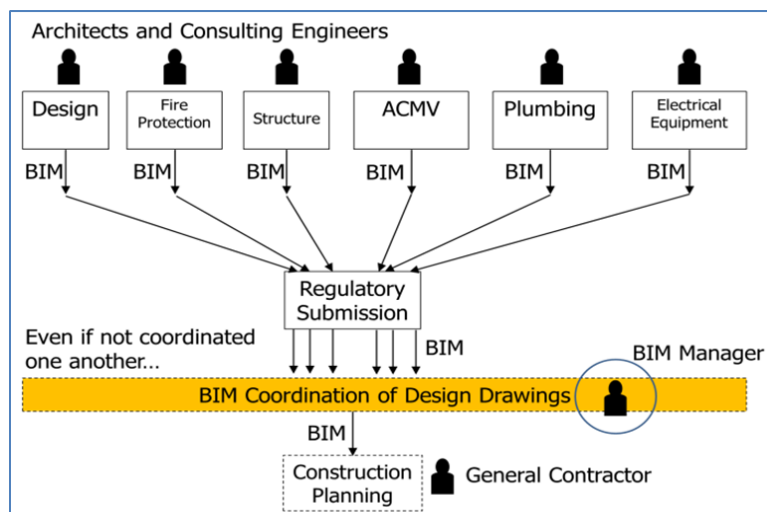 Architects and Consulting Engineers
Design
Fire
Protection
Structure
ACMV
Plumbing
Electrical
Equipment
BIM
BIM
BIM
BIM
BIM
BIM
Regulatory
Submission
Even if not coordinated
one another...
BIM
BIM Manager
BIM Coordination of Design Drawings
BIM
Construction
Planning
General Contractor